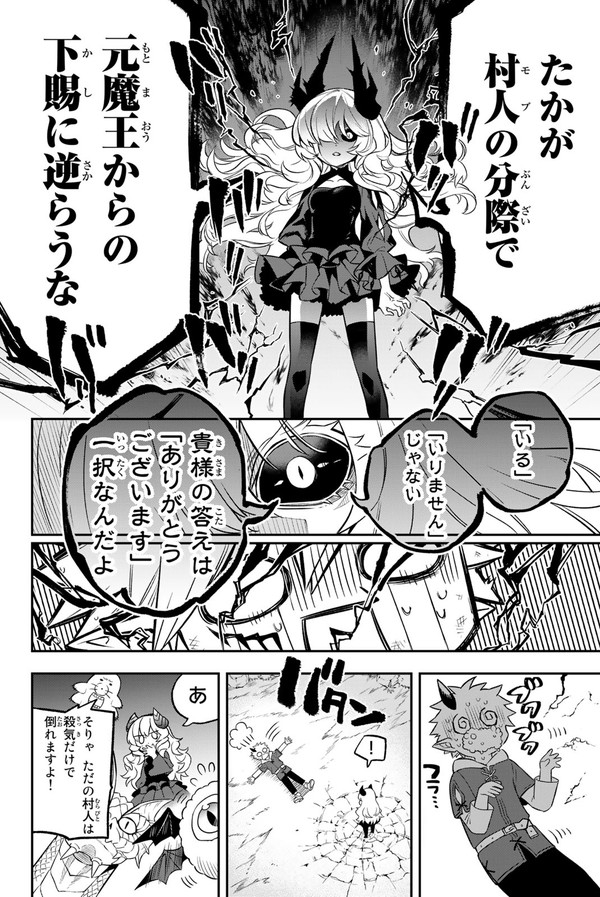 たかが
村人の分際で
元魔王からの
下賜に逆らうな
「いる」
「いりません」
じゃない
貴様の答えは
「ありがとう
ございます」
一択なんだよ
フラ…
！
バタン
あ
そりゃ ただの村人は
殺気だけで
倒れますよ！